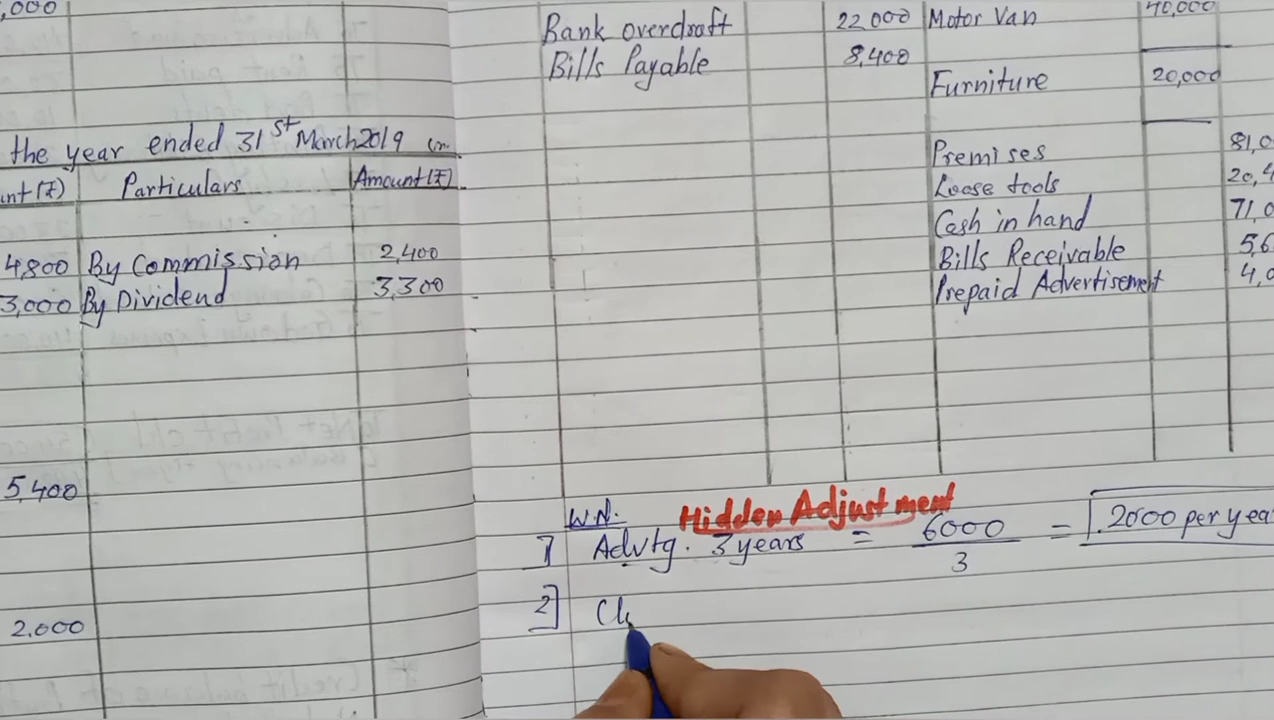 ,000
the year ended 31st March 2019
nt (₹) Particulars Amount (₹)
4800 By Commission 2,400
3,000 By Dividend 3,300
5,400
2,000
Bank overdraft 22,000 Motor Van 40,000
Bills Payable 8,400
Furniture 20,000
Premises 81,0
Loose tools 20,4
Cash in hand 71,0
Bills Receivable 5,6
Prepaid Advertisement 4,0
W.N. Hidden Adjustment
1] Advtg. 3 years = 6000 / 3 = 2000 per yea
2] Cl